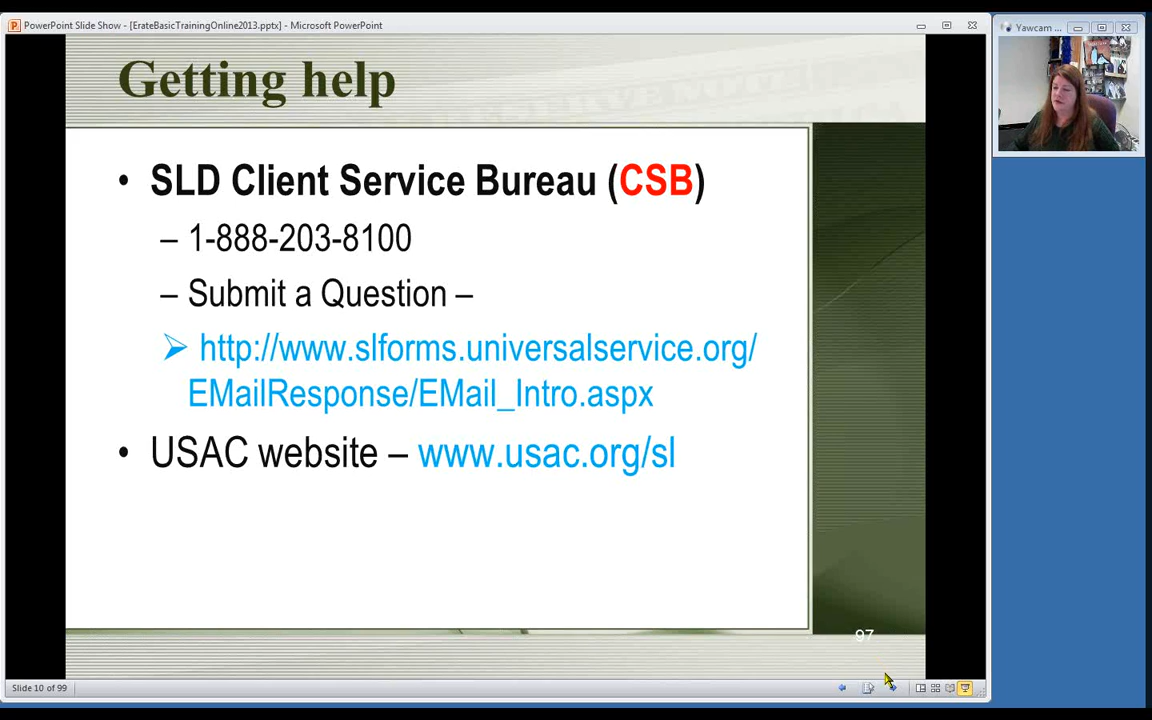 PowerPoint Slide Show - [ErateBasicTrainingOnline2013.pptx] - Microsoft PowerPoint
Yawcam ...
Getting help
• SLD Client Service Bureau (CSB)
– 1-888-203-8100
– Submit a Question –
http://www.slforms.universalservice.org/
EMailResponse/EMail_Intro.aspx
• USAC website – www.usac.org/sl
97
Slide 10 of 99